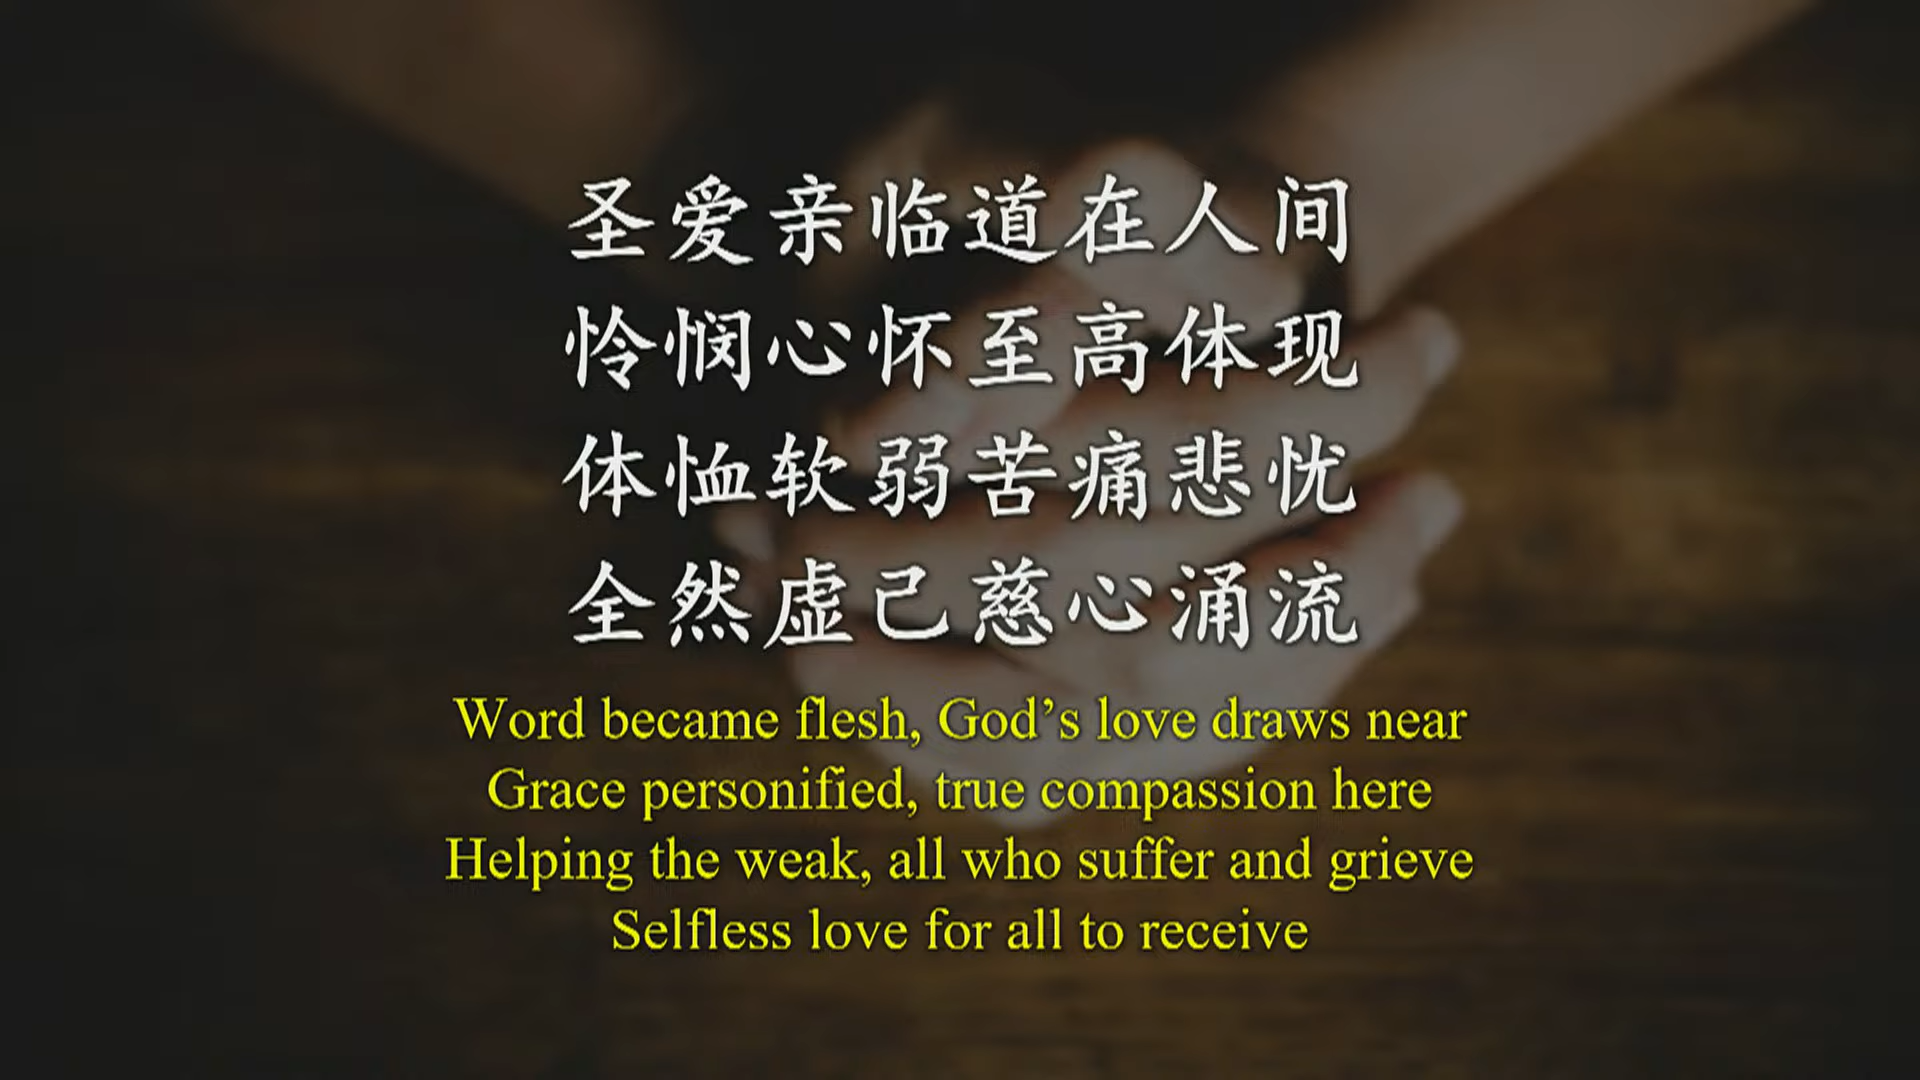 圣爱亲临道在人间
怜悯心怀至高体现
体恤软弱苦痛悲忧
全然虚己慈心涌流
Word became flesh, God’s love draws near
Grace personified, true compassion here
Helping the weak, all who suffer and grieve
Selfless love for all to receive